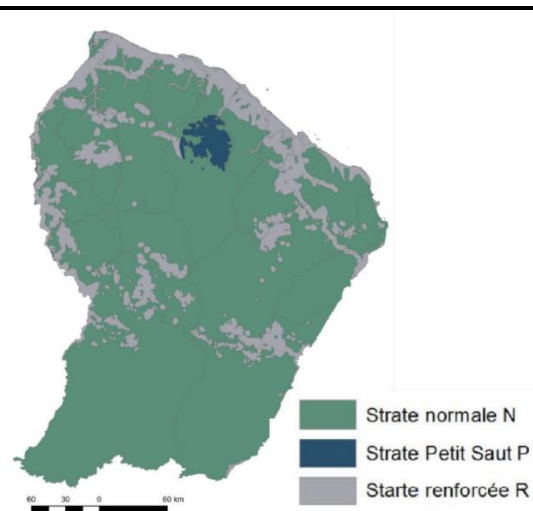 Strate normale N
Strate Petit Saut P
Starte renforcée R
60 30 0 60 km